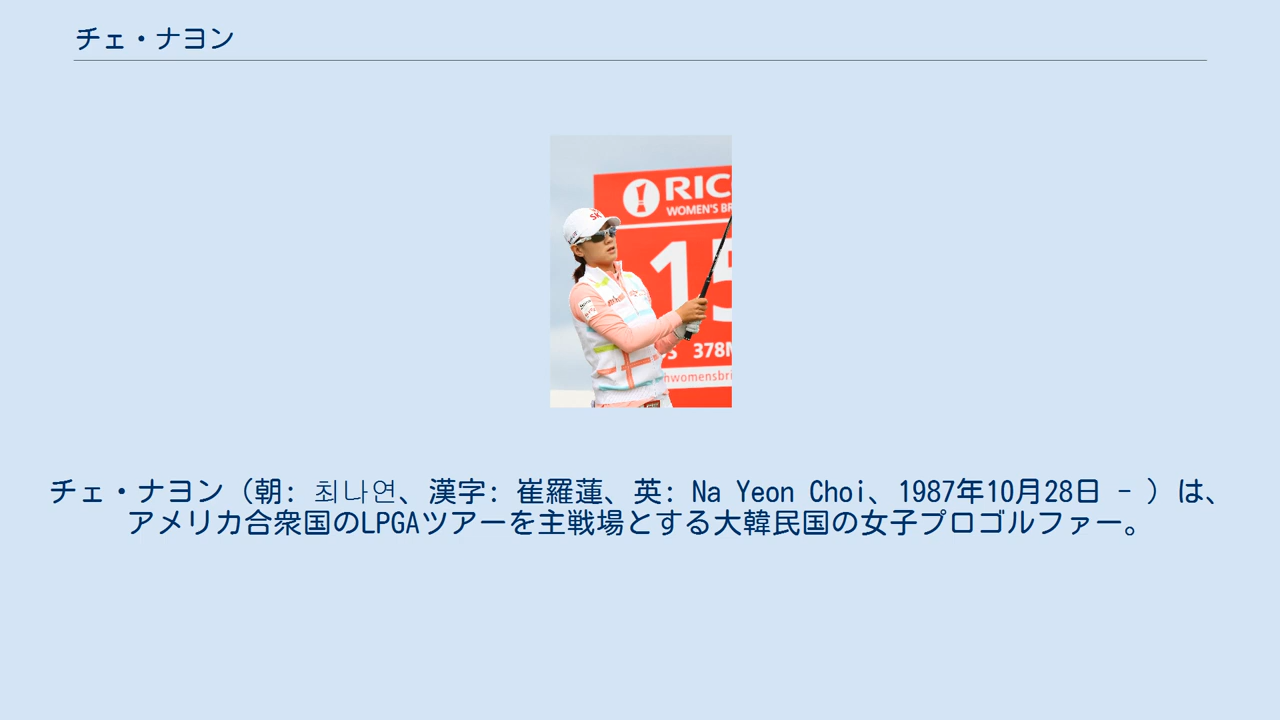 チェ・ナヨン
RIC
WOMEN'S BR
SK
15
378M
nwomensbri
チェ・ナヨン（朝: 최나연、漢字: 崔羅蓮、英: Na Yeon Choi、1987年10月28日 - ）は、
アメリカ合衆国のLPGAツアーを主戦場とする大韓民国の女子プロゴルファー。